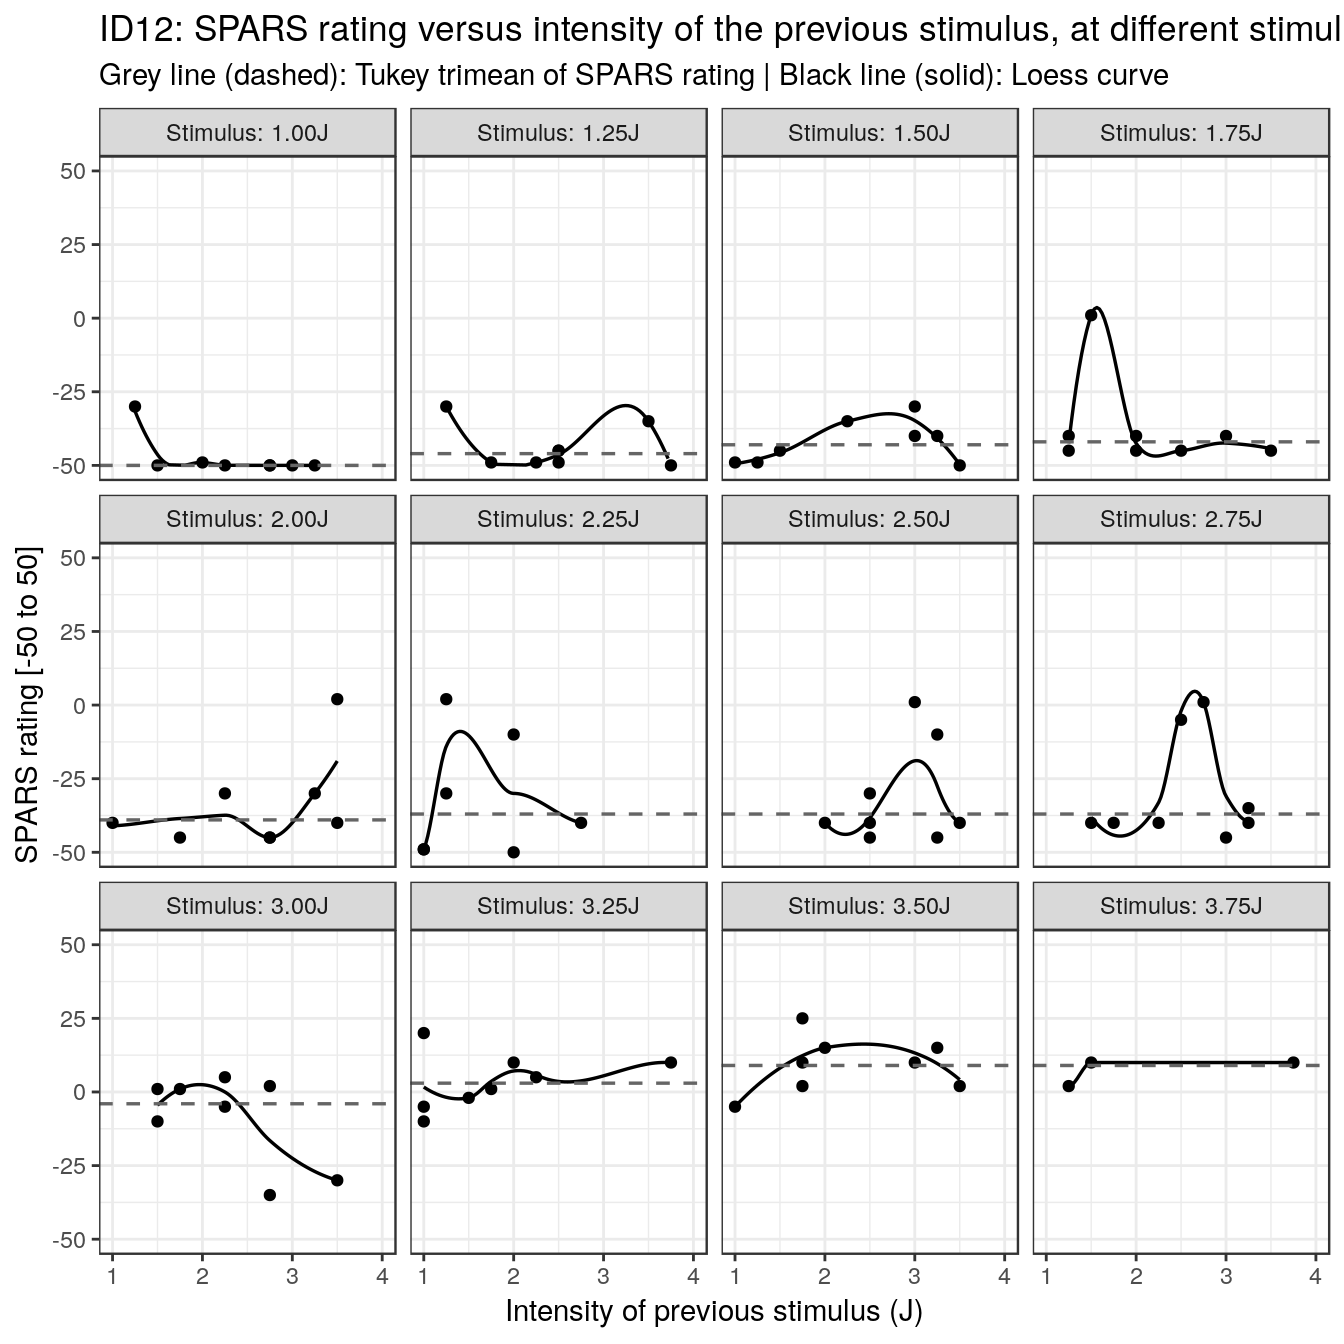 ID12: SPARS rating versus intensity of the previous stimulus, at different stimul
Grey line (dashed): Tukey trimean of SPARS rating | Black line (solid): Loess curve
Stimulus: 1.00J
Stimulus: 1.25J
Stimulus: 1.50J
Stimulus: 1.75J
50
25
0
-25
-50
Stimulus: 2.00J
Stimulus: 2.25J
Stimulus: 2.50J
Stimulus: 2.75J
50
25
0
-25
-50
SPARS rating [-50 to 50]
Stimulus: 3.00J
Stimulus: 3.25J
Stimulus: 3.50J
Stimulus: 3.75J
50
25
0
-25
-50
1 2 3 4
1 2 3 4
1 2 3 4
1 2 3 4
Intensity of previous stimulus (J)